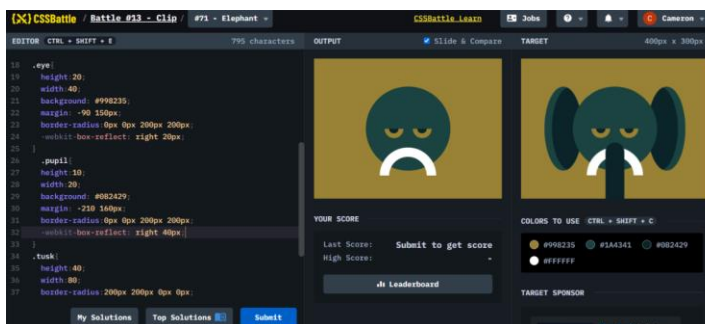 {X} CSSBattle / Battle #13 - Clip / #71 - Elephant
CSSBattle Learn
Jobs
C Cameron
EDITOR CTRL + SHIFT + E 795 characters
OUTPUT Slide & Compare
TARGET 400px x 300px
18 .eye{
19 height:20;
20 width:40;
21 background: #998235;
22 margin: -90 150px;
23 border-radius:0px 0px 200px 200px;
24 -webkit-box-reflect: right 20px;
25 }
26 .pupil{
27 height:10;
28 width:20;
29 background: #082429;
30 margin: -210 160px;
31 border-radius:0px 0px 200px 200px;
32 -webkit-box-reflect: right 40px;
33 }
34 .tusk{
35 height:40;
36 width:80;
37 border-radius:200px 200px 0px 0px;
My Solutions Top Solutions Submit
YOUR SCORE
Last Score: Submit to get score
High Score: -
Leaderboard
COLORS TO USE CTRL + SHIFT + C
#998235 #1A4341 #082429
#FFFFFF
TARGET SPONSOR